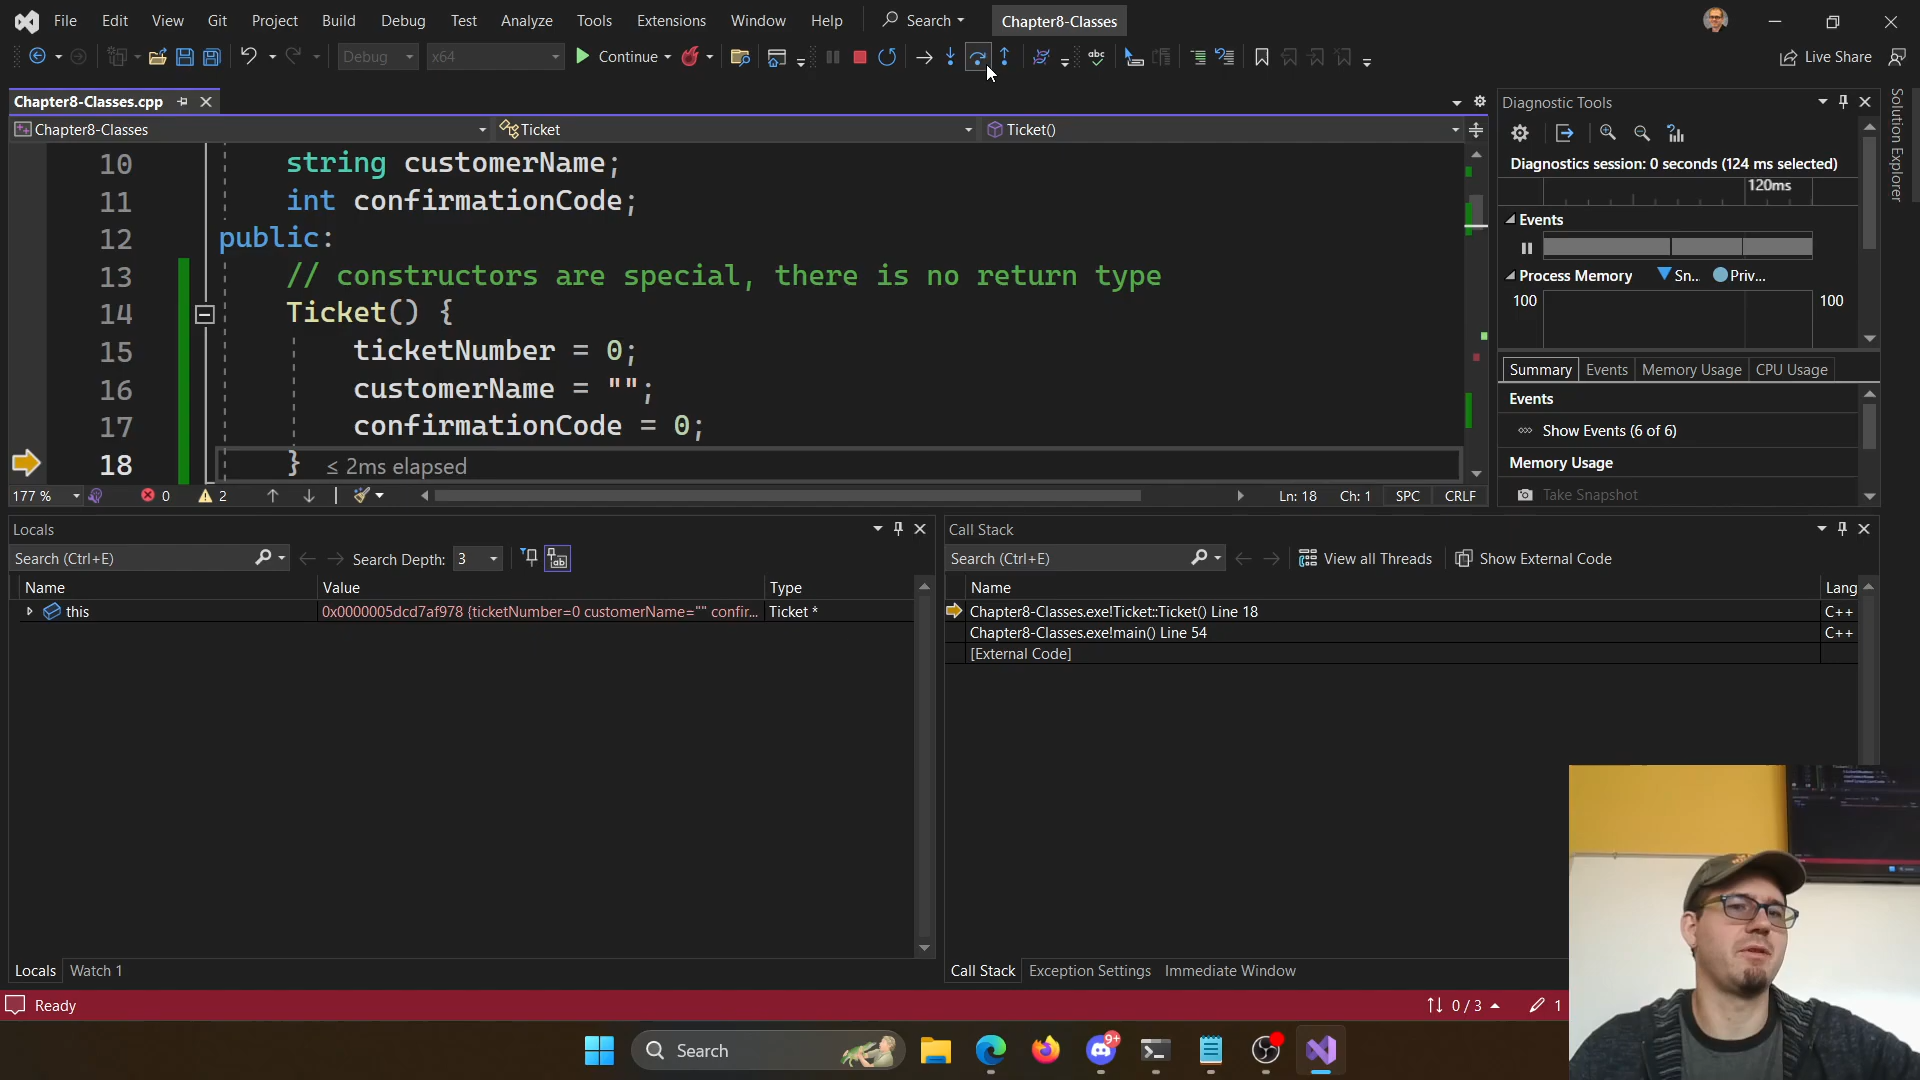 File Edit View Git Project Build Debug Test Analyze Tools Extensions Window Help Search Chapter8-Classes
Debug x64 Continue abc Live Share
Chapter8-Classes.cpp
Chapter8-Classes Ticket Ticket()
10 string customerName;
11 int confirmationCode;
12 public:
13 // constructors are special, there is no return type
14 Ticket() {
15 ticketNumber = 0;
16 customerName = "";
17 confirmationCode = 0;
18 } ≤ 2ms elapsed
177 % 0 2 Ln: 18 Ch: 1 SPC CRLF
Diagnostic Tools
Diagnostics session: 0 seconds (124 ms selected)
120ms
Events
Process Memory Sn... Priv...
100 100
Summary Events Memory Usage CPU Usage
Events
Show Events (6 of 6)
Memory Usage
Take Snapshot
Solution Explorer
Locals
Search (Ctrl+E) Search Depth: 3
Name Value Type
this 0x0000005dcd7af978 {ticketNumber=0 customerName="" confir... Ticket *
Locals Watch 1
Call Stack
Search (Ctrl+E) View all Threads Show External Code
Name Lang
Chapter8-Classes.exe!Ticket::Ticket() Line 18 C++
Chapter8-Classes.exe!main() Line 54 C++
[External Code]
Call Stack Exception Settings Immediate Window
Ready 0 / 3 1
Search 9+